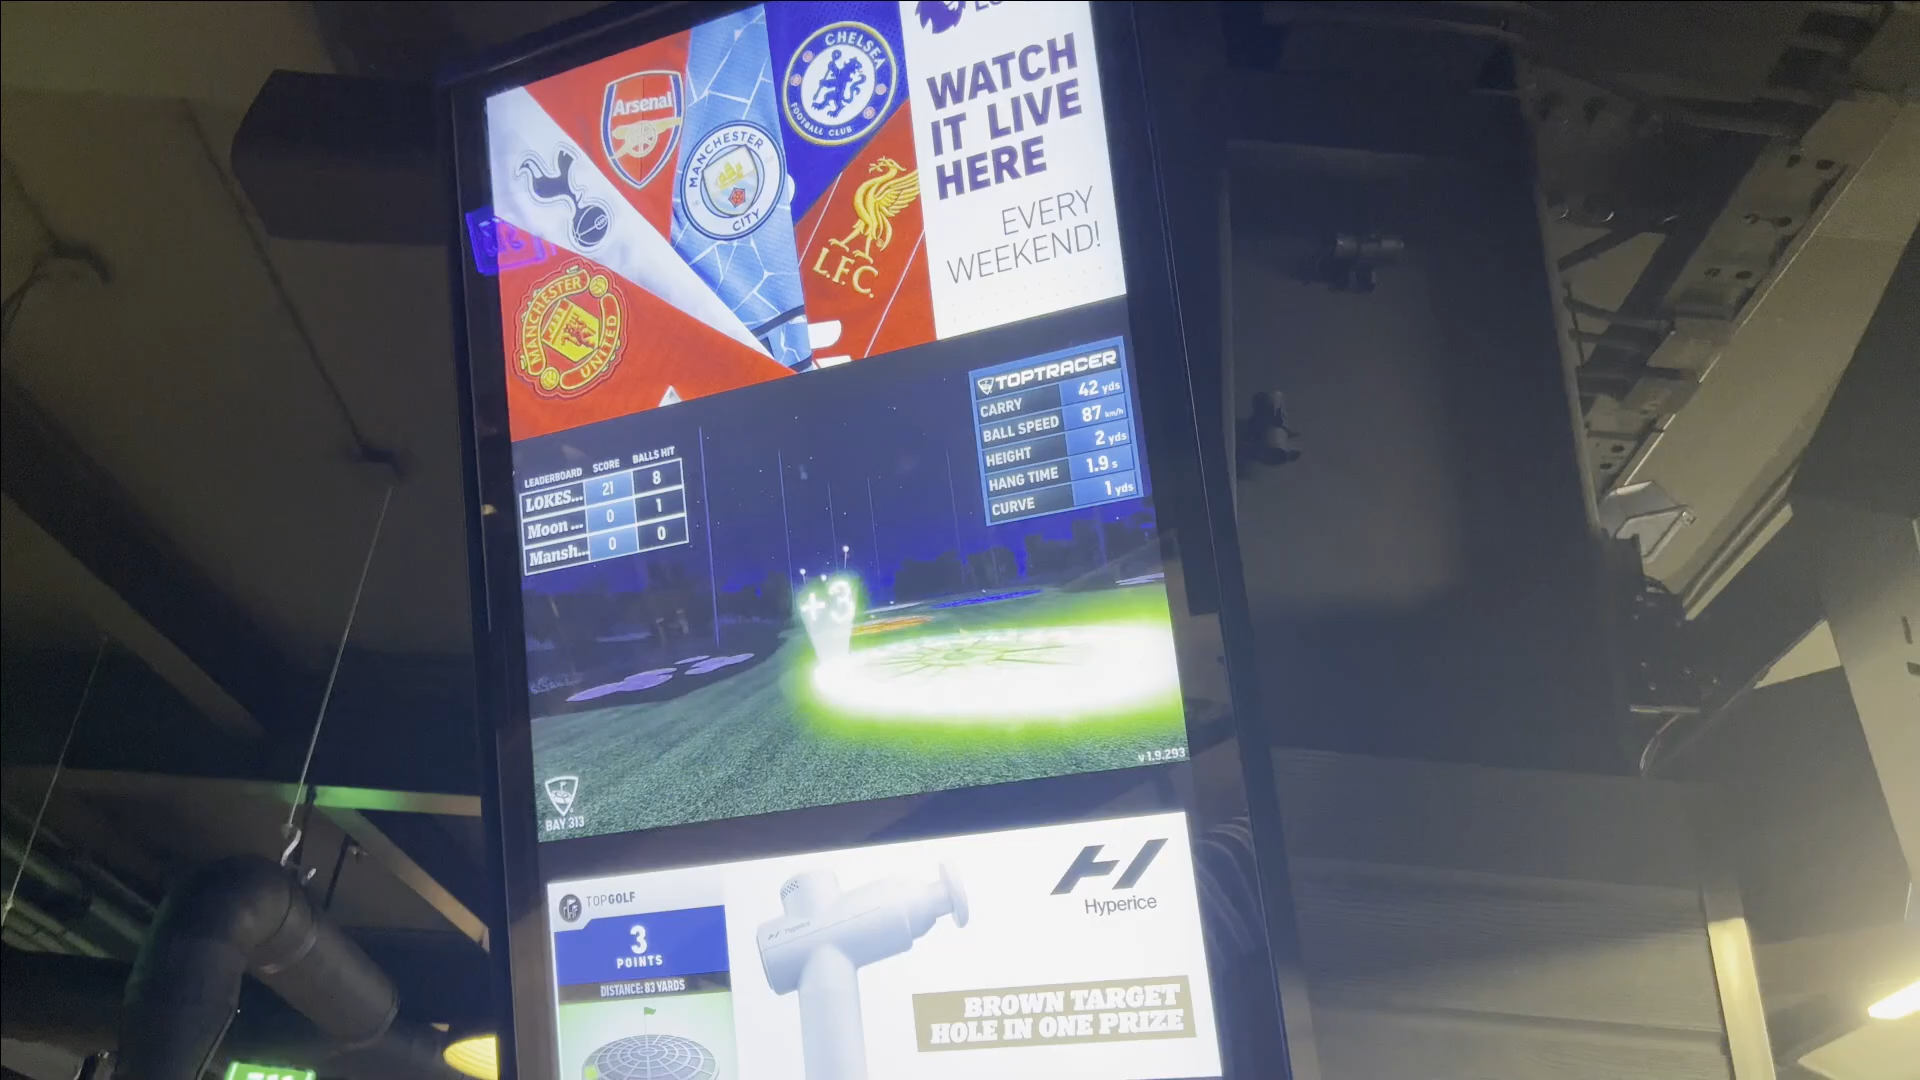 WATCH
IT LIVE
HERE
EVERY
WEEKEND!
Arsenal
CHELSEA
FOOTBALL CLUB
MANCHESTER
CITY
L.F.C.
MANCHESTER
UNITED
TOPTRACER
CARRY 42 yds
BALL SPEED 87 km/h
HEIGHT 2 yds
HANG TIME 1.9 s
CURVE 1 yds
LEADERBOARD SCORE BALLS HIT
LOKES... 21 8
Moon ... 0 1
Mansh... 0 0
+3
v 1.9.293
BAY 313
TOPGOLF
3
POINTS
DISTANCE: 83 YARDS
Hyperice
Hyperice
BROWN TARGET
HOLE IN ONE PRIZE